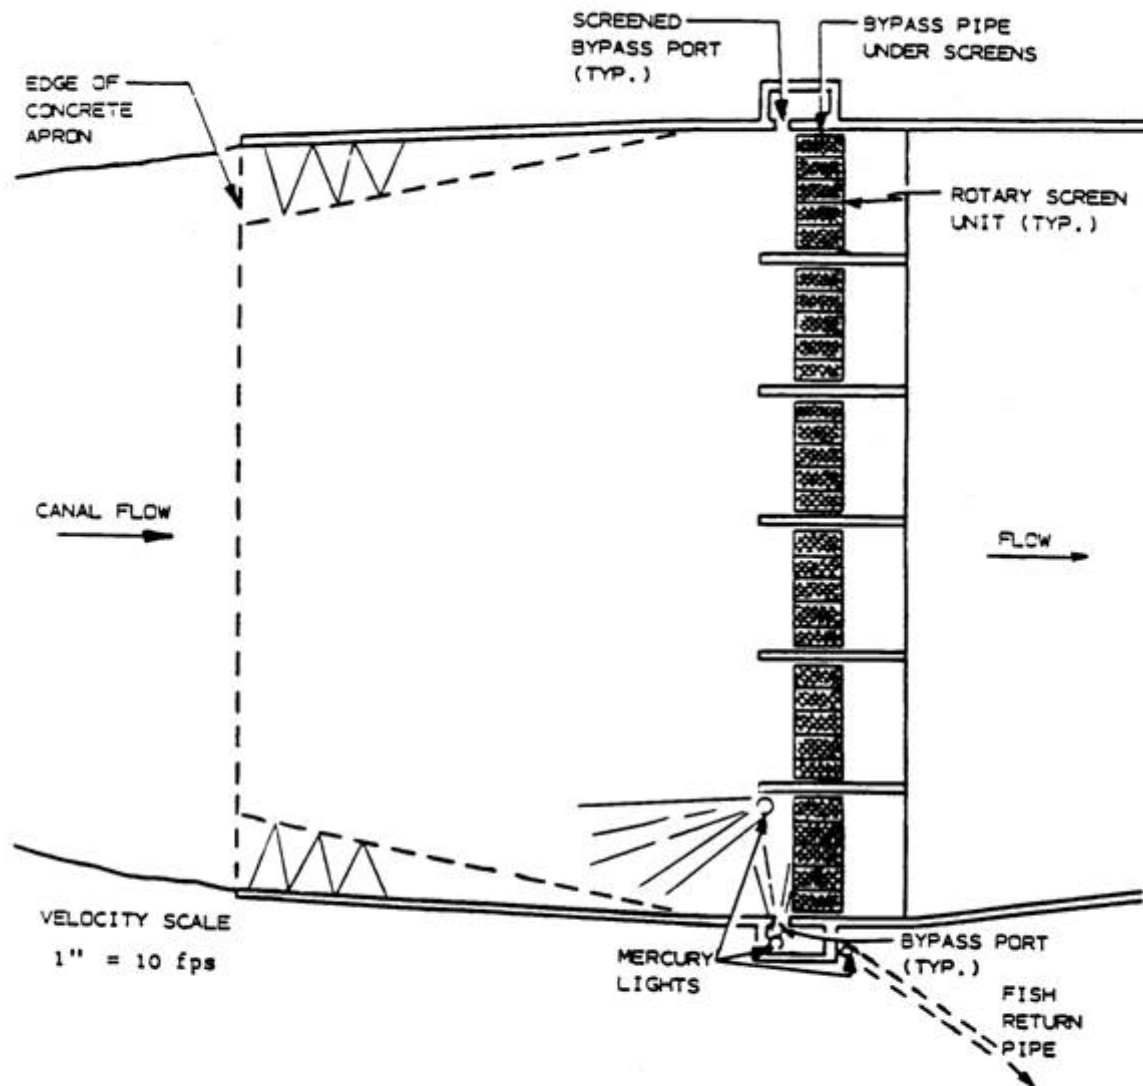 SCREENED
BYPASS PORT
(TYP.)
BYPASS PIPE
UNDER SCREENS
EDGE OF
CONCRETE
APRON
ROTARY SCREEN
UNIT (TYP.)
CANAL FLOW
FLOW
VELOCITY SCALE
1" = 10 fps
MERCURY
LIGHTS
BYPASS PORT
(TYP.)
FISH
RETURN
PIPE